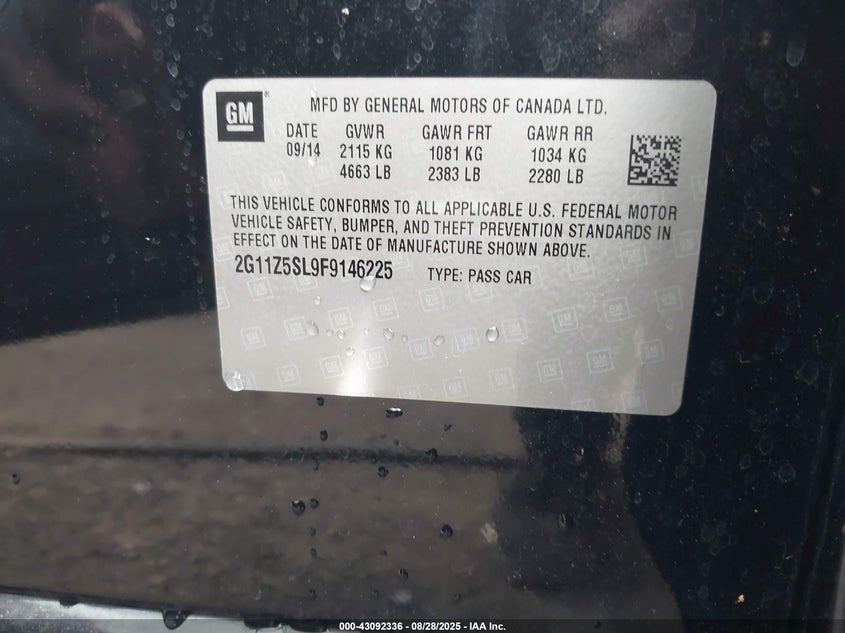 GM®
MFD BY GENERAL MOTORS OF CANADA LTD.
DATE GVWR GAWR FRT GAWR RR
09/14 2115 KG 1081 KG 1034 KG
4663 LB 2383 LB 2280 LB
THIS VEHICLE CONFORMS TO ALL APPLICABLE U.S. FEDERAL MOTOR
VEHICLE SAFETY, BUMPER, AND THEFT PREVENTION STANDARDS IN
EFFECT ON THE DATE OF MANUFACTURE SHOWN ABOVE.
2G11Z5SL9F9146225 TYPE: PASS CAR
000-43092336 - 08/28/2025 - IAA Inc.